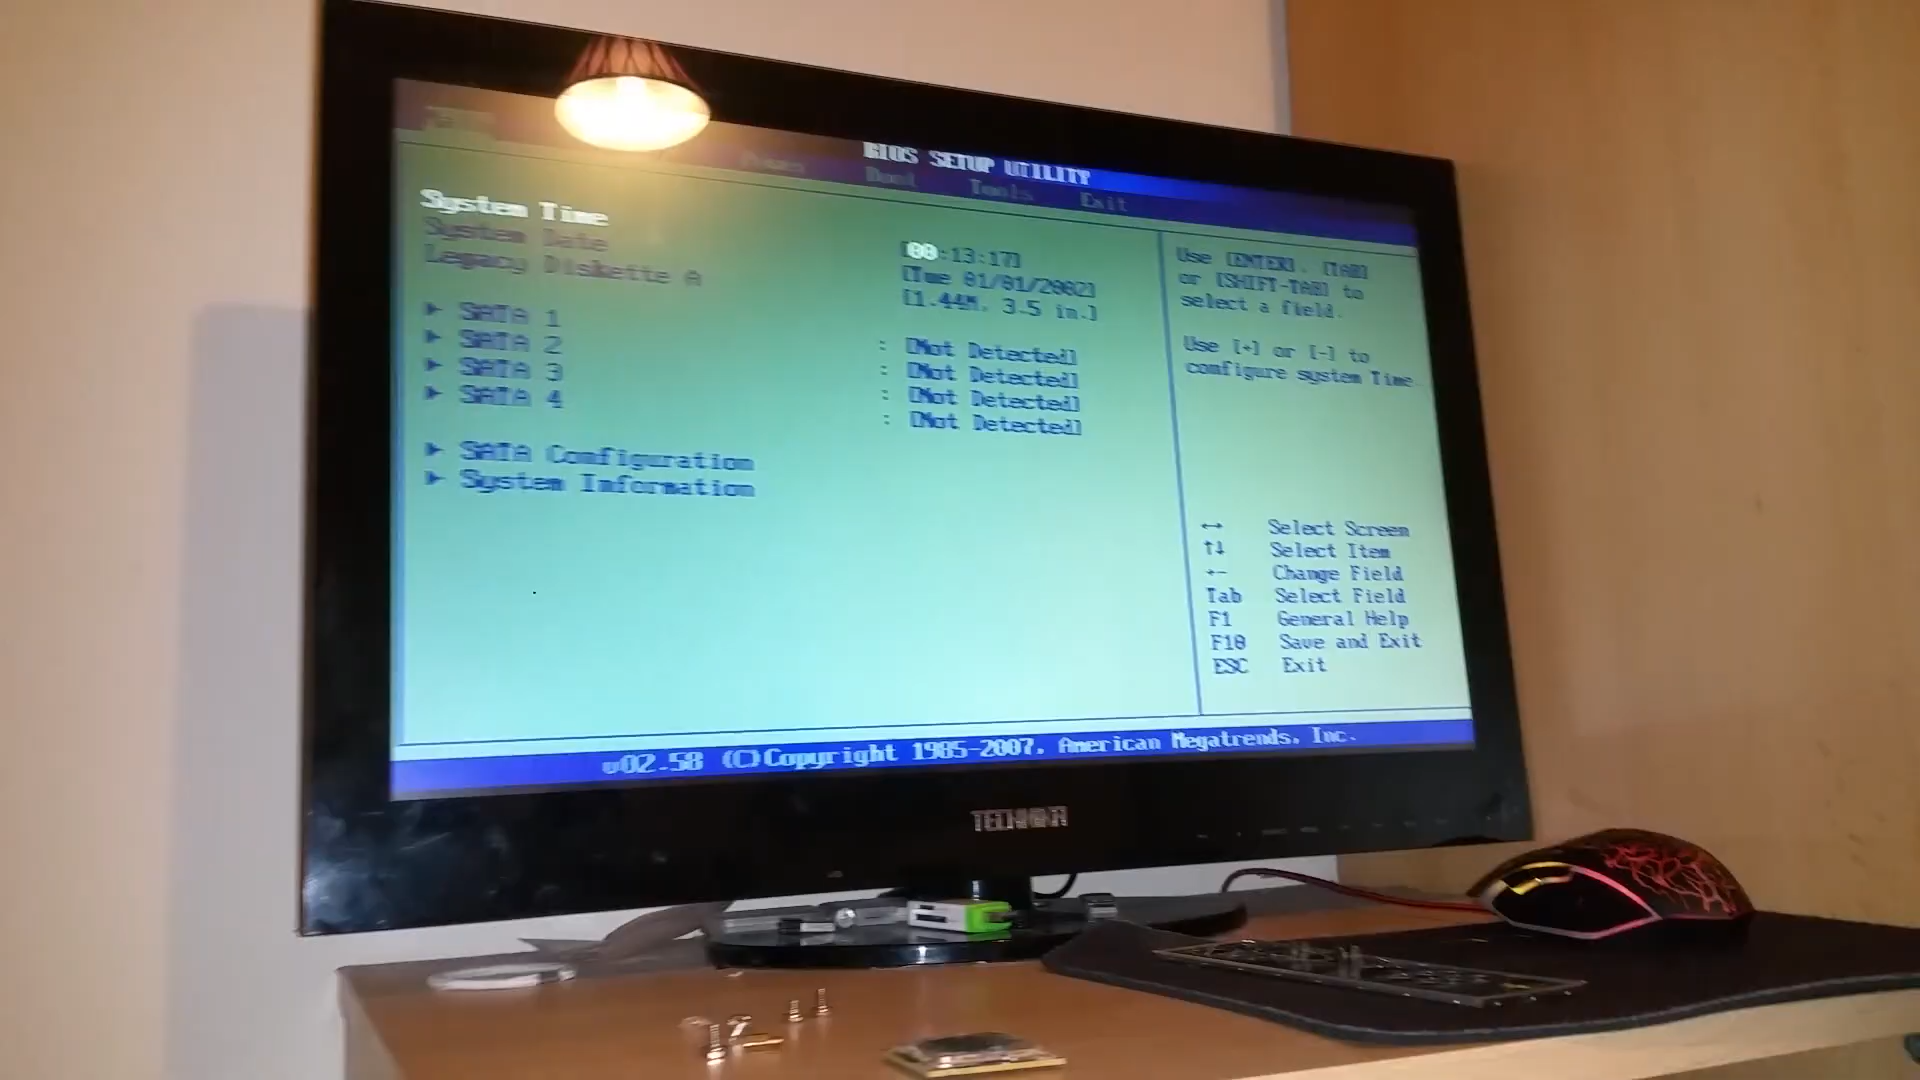 BIOS SETUP UTILITY
Main Power Boot Tools Exit
System Time [00:13:17]
System Date [Tue 01/01/2002]
Legacy Diskette A [1.44M, 3.5 in.]
► SATA 1 : [Not Detected]
► SATA 2 : [Not Detected]
► SATA 3 : [Not Detected]
► SATA 4 : [Not Detected]
► SATA Configuration
► System Information
Use [ENTER], [TAB]
or [SHIFT-TAB] to
select a field.
Use [+] or [-] to
configure system Time.
↔ Select Screen
↑↓ Select Item
+- Change Field
Tab Select Field
F1 General Help
F10 Save and Exit
ESC Exit
v02.58 (C)Copyright 1985-2007, American Megatrends, Inc.
TECHNIKA